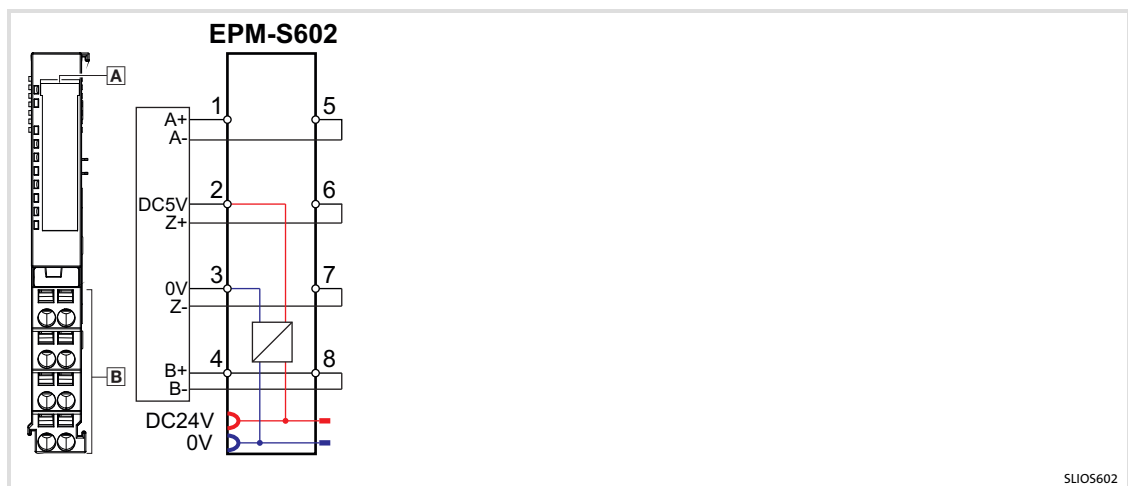 EPM-S602
A
1
5
A+
A-
2
6
DC5V
Z+
3
7
0V
Z-
4
8
B+
B-
B
DC24V
0V
SLIOS602